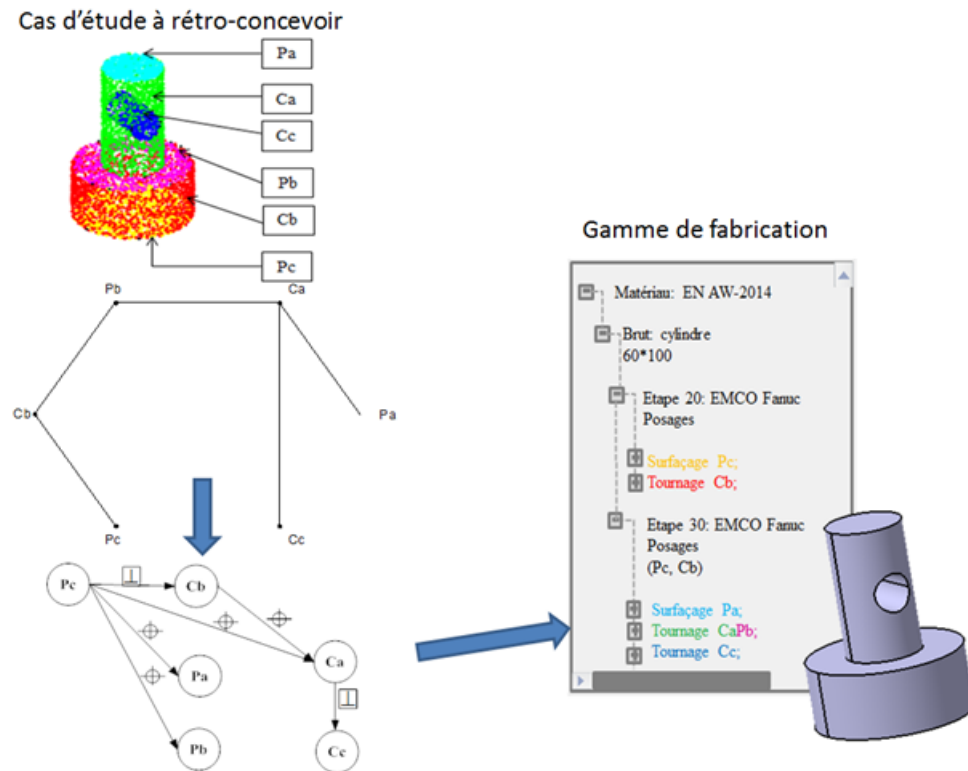 Cas d'étude à rétro-concevoir
Pa
Ca
Cc
Pb
Cb
Pc
Pb
Ca
Cb
Pa
Pc
Cc
Pc
Cb
Ca
Pa
Pb
Cc
Gamme de fabrication
Matériau: EN AW-2014
Brut: cylindre
60*100
Etape 20: EMCO Fanuc
Posages
Surfaçage Pc;
Tournage Cb;
Etape 30: EMCO Fanuc
Posages
(Pc, Cb)
Surfaçage Pa;
Tournage CaPb;
Tournage Cc;